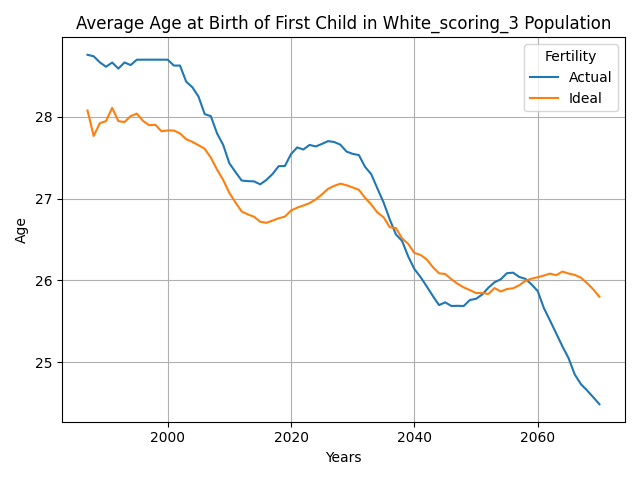 Average Age at Birth of First Child in White_scoring_3 Population
Fertility
Actual
Ideal
Age
28
27
26
25
2000
2020
2040
2060
Years